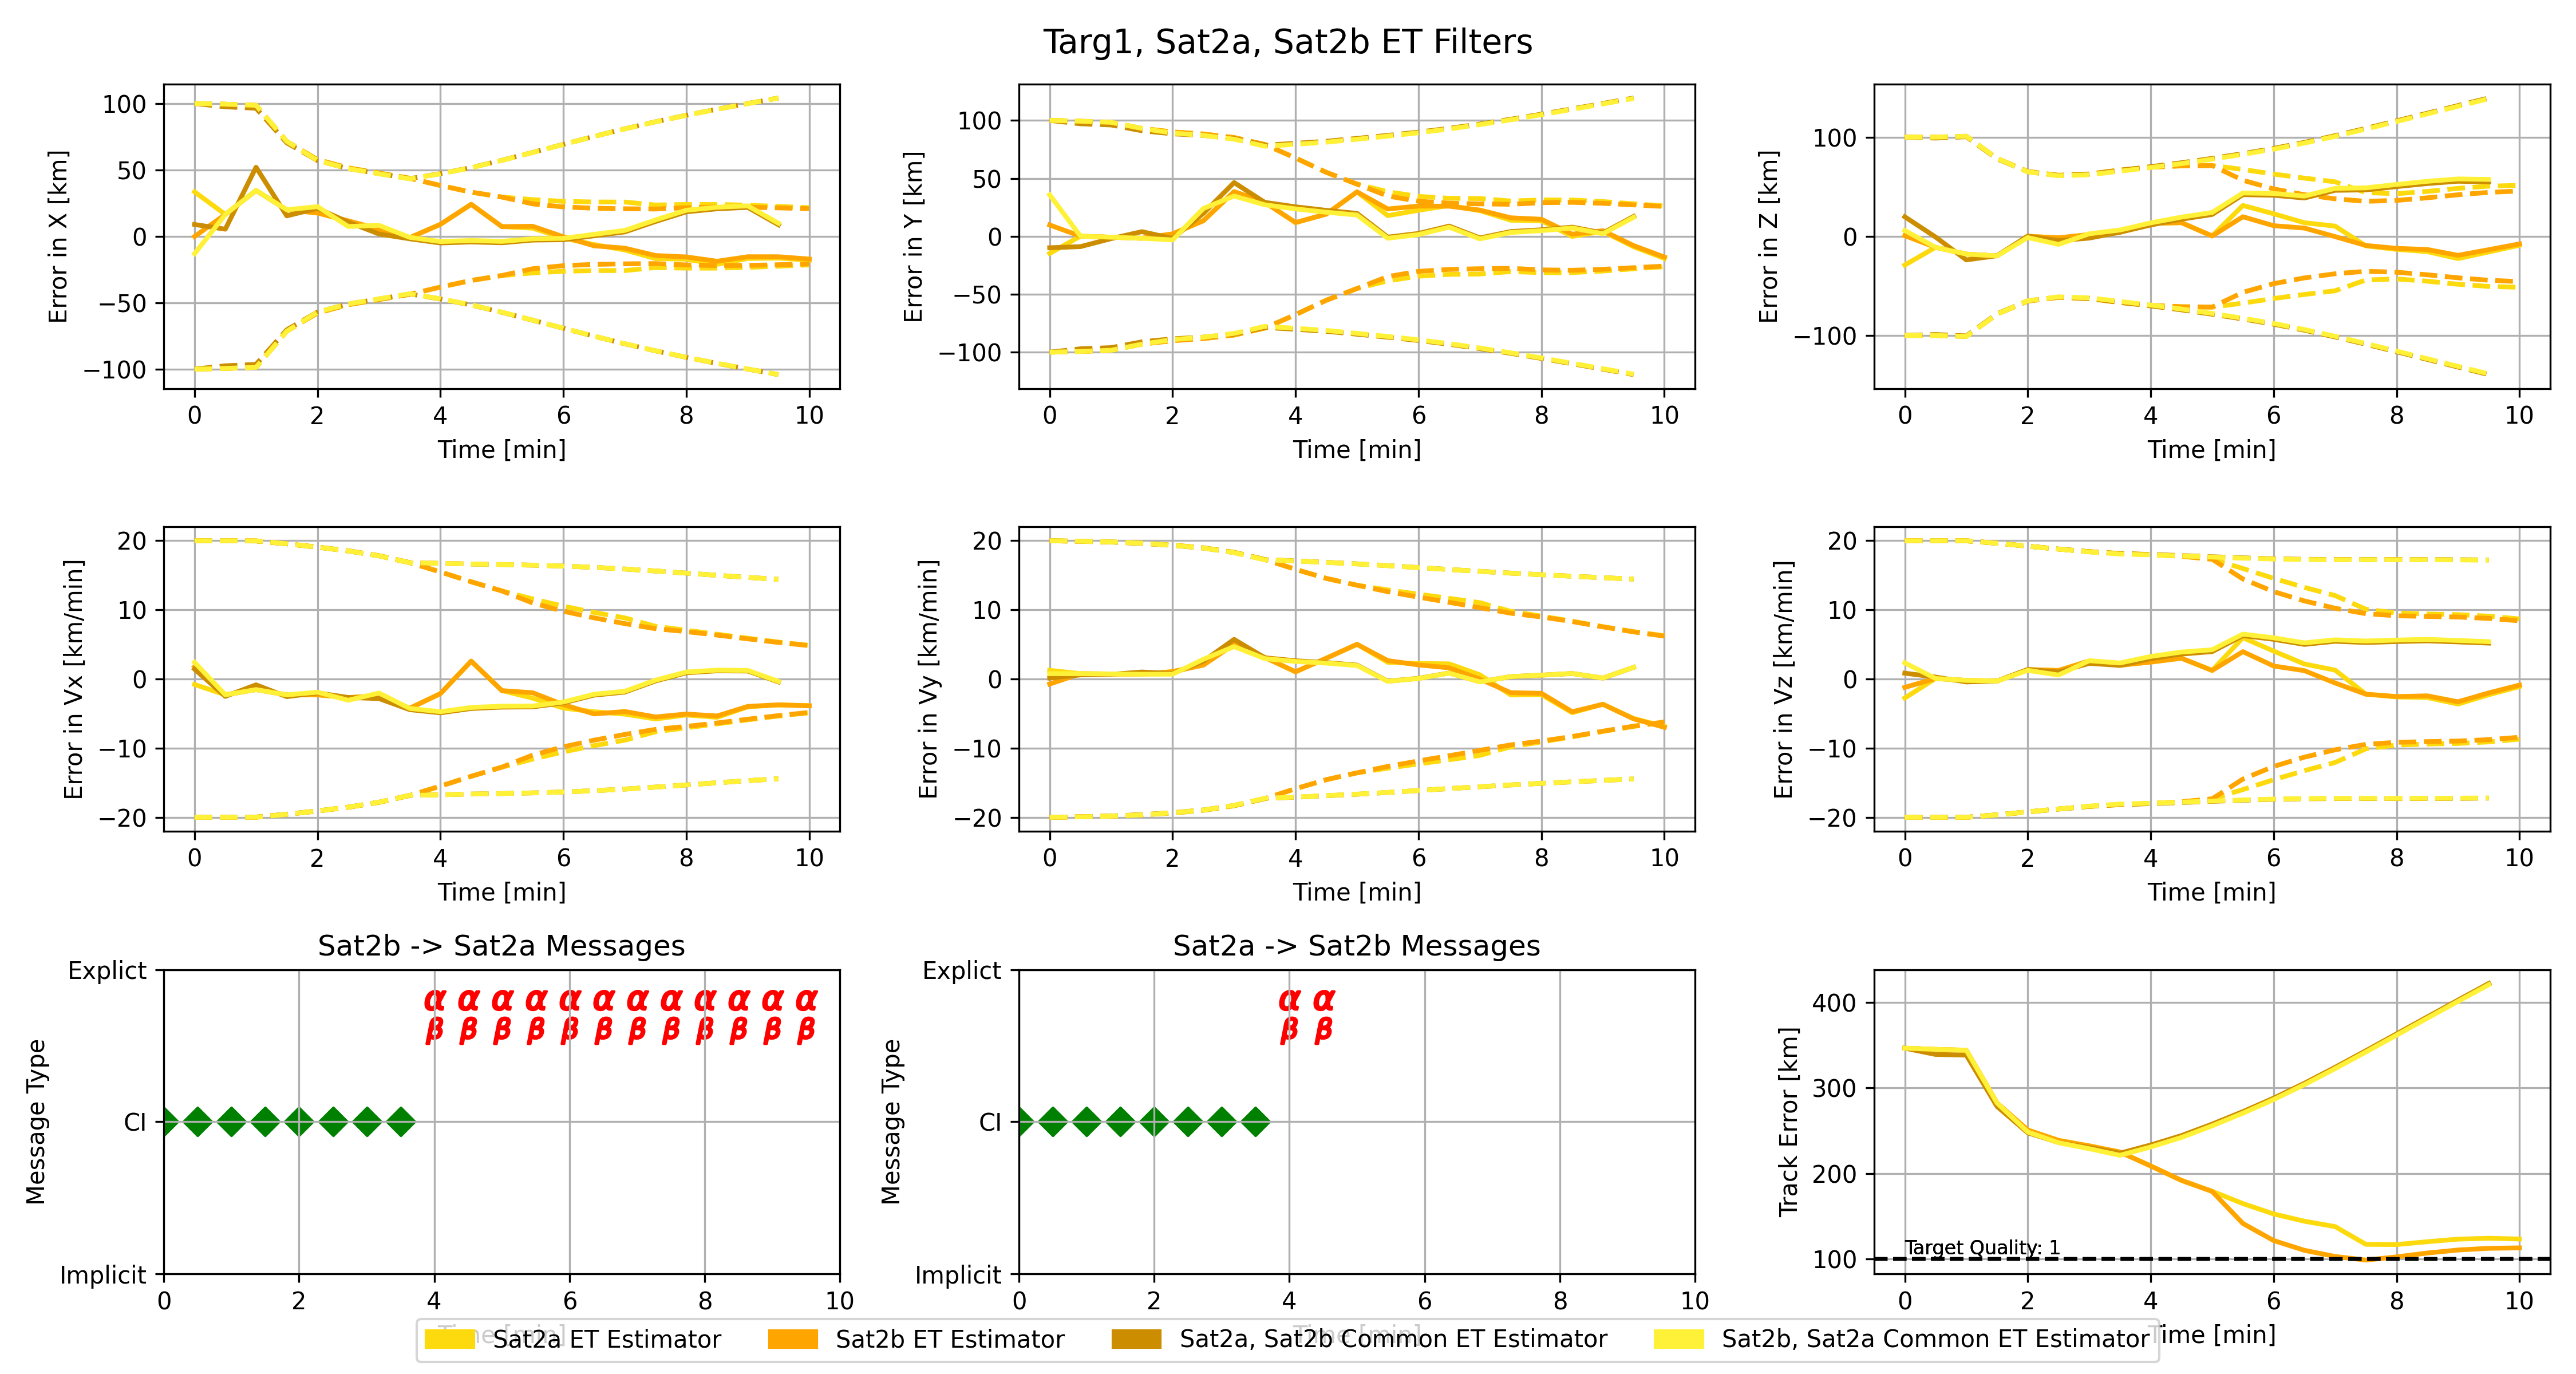 Targ1, Sat2a, Sat2b ET Filters
Error in X [km]
100
50
0
−50
−100
0 2 4 6 8 10
Time [min]
Error in Y [km]
100
50
0
−50
−100
0 2 4 6 8 10
Time [min]
Error in Z [km]
100
0
−100
0 2 4 6 8 10
Time [min]
Error in Vx [km/min]
20
10
0
−10
−20
0 2 4 6 8 10
Time [min]
Error in Vy [km/min]
20
10
0
−10
−20
0 2 4 6 8 10
Time [min]
Error in Vz [km/min]
20
10
0
−10
−20
0 2 4 6 8 10
Time [min]
Sat2b -> Sat2a Messages
Message Type
Explict
CI
Implicit
α α α α α α α α α α α α
β β β β β β β β β β β β
0 2 4 6 8 10
Time [min]
Sat2a -> Sat2b Messages
Message Type
Explict
CI
Implicit
α α
β β
0 2 4 6 8 10
Time [min]
Track Error [km]
400
300
200
100
Target Quality: 1
0 2 4 6 8 10
Time [min]
Sat2a ET Estimator
Sat2b ET Estimator
Sat2a, Sat2b Common ET Estimator
Sat2b, Sat2a Common ET Estimator